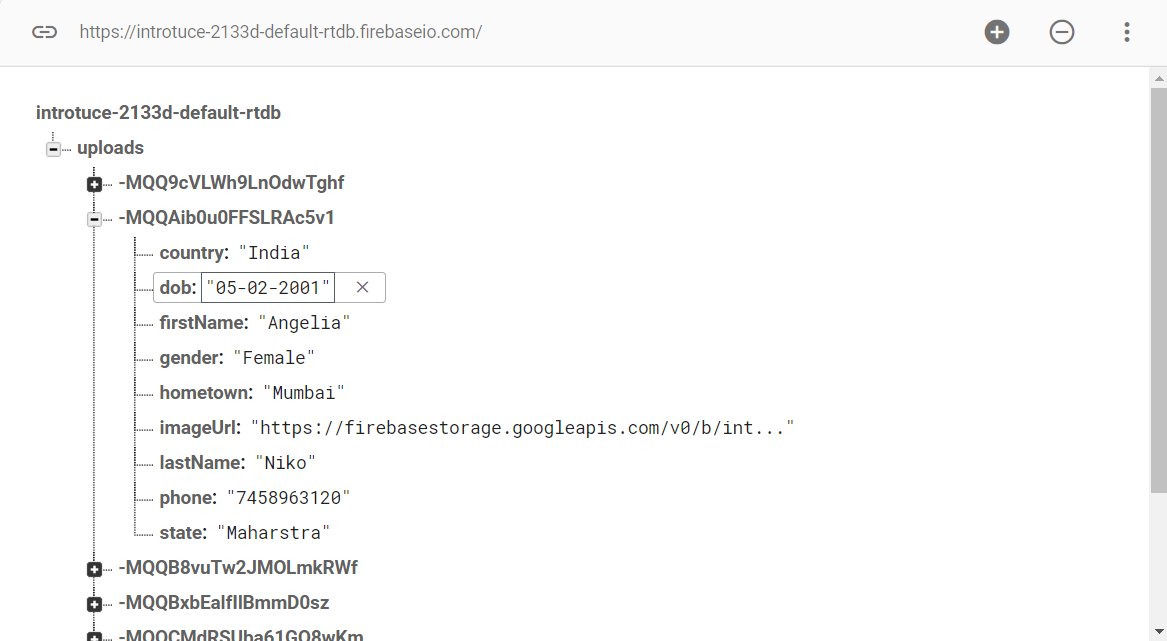 https://introtuce-2133d-default-rtdb.firebaseio.com/
introtuce-2133d-default-rtdb
uploads
-MQQ9cVLWh9LnOdwTghf
-MQQAib0u0FFSLRAc5v1
country: "India"
dob: "05-02-2001"
firstName: "Angelia"
gender: "Female"
hometown: "Mumbai"
imageUrl: "https://firebasestorage.googleapis.com/v0/b/int..."
lastName: "Niko"
phone: "7458963120"
state: "Maharstra"
-MQQB8vuTw2JMOLmkRWf
-MQQBxbEaIfIlBmmD0sz
-MQQCMdRSUba61GQ8wKm